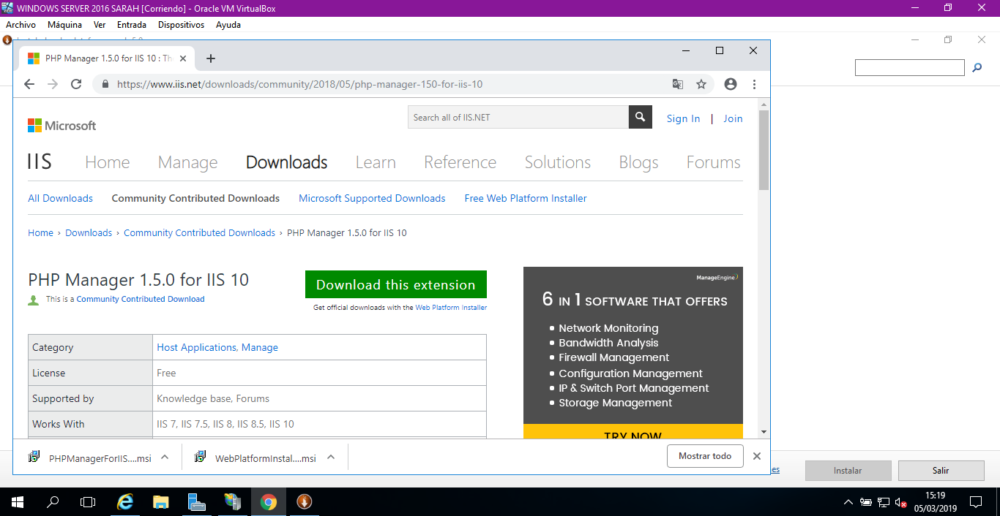 WINDOWS SERVER 2016 SARAH [Corriendo] - Oracle VM VirtualBox
Archivo Máquina Ver Entrada Dispositivos Ayuda
PHP Manager 1.5.0 for IIS 10 : Th
https://www.iis.net/downloads/community/2018/05/php-manager-150-for-iis-10
Microsoft
Search all of IIS.NET
Sign In | Join
IIS Home Manage Downloads Learn Reference Solutions Blogs Forums
All Downloads Community Contributed Downloads Microsoft Supported Downloads Free Web Platform Installer
Home › Downloads › Community Contributed Downloads › PHP Manager 1.5.0 for IIS 10
PHP Manager 1.5.0 for IIS 10
This is a Community Contributed Download
Download this extension
Get official downloads with the Web Platform Installer
Category Host Applications, Manage
License Free
Supported by Knowledge base, Forums
Works With IIS 7, IIS 7.5, IIS 8, IIS 8.5, IIS 10
ManageEngine
6 IN 1 SOFTWARE THAT OFFERS
• Network Monitoring
• Bandwidth Analysis
• Firewall Management
• Configuration Management
• IP & Switch Port Management
• Storage Management
TRY NOW
PHPManagerForIIS....msi WebPlatformInstal....msi Mostrar todo
es Instalar Salir
15:19
05/03/2019